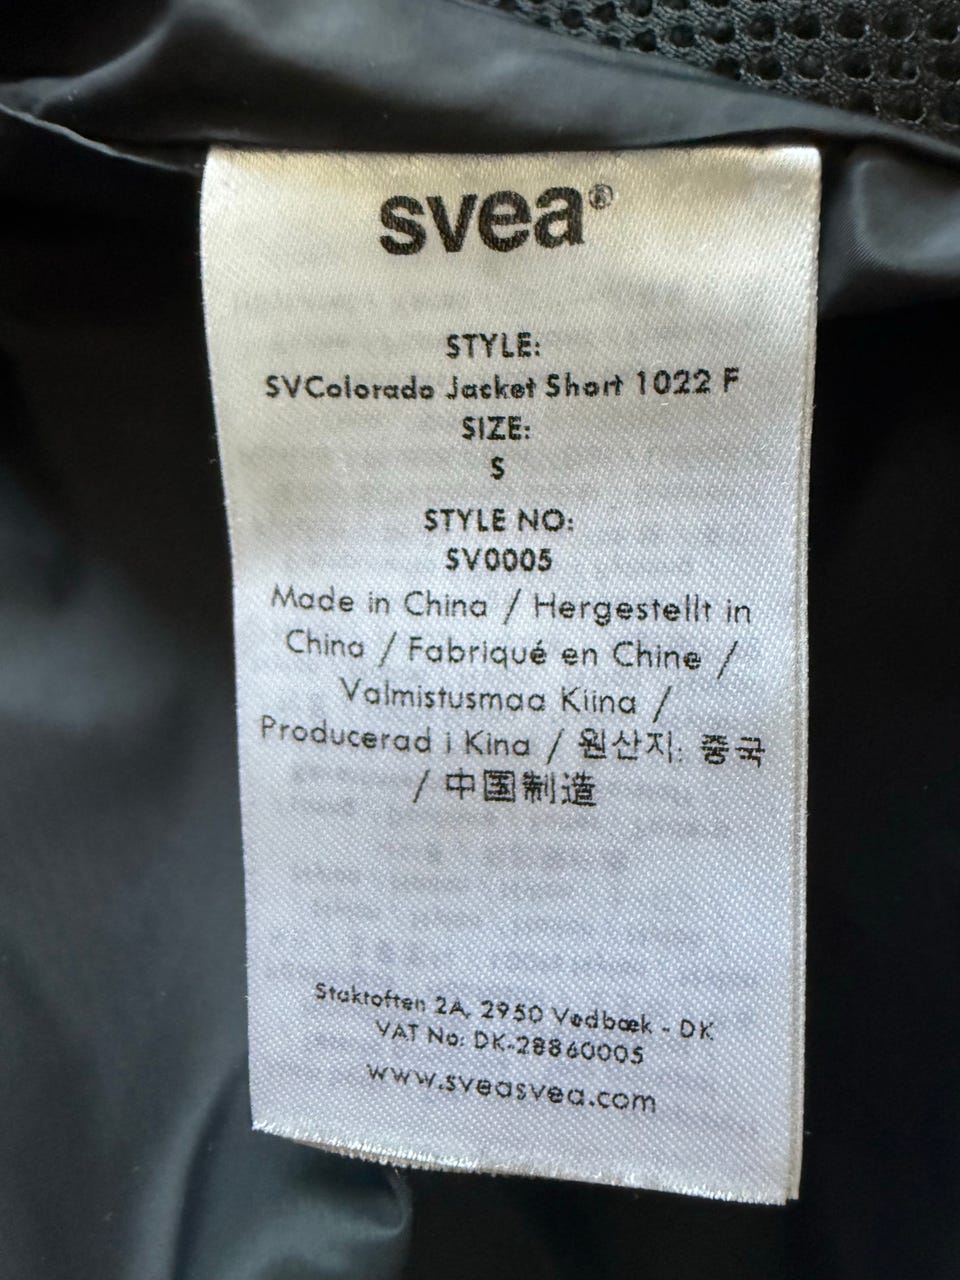 svea®
STYLE:
SVColorado Jacket Short 1022 F
SIZE:
S
STYLE NO:
SV0005
Made in China / Hergestellt in
China / Fabriqué en Chine /
Valmistusmaa Kiina /
Producerad i Kina / 원산지: 중국
/ 中国制造
Staktoften 2A, 2950 Vedbæk - DK
VAT No: DK-28860005
www.sveasvea.com